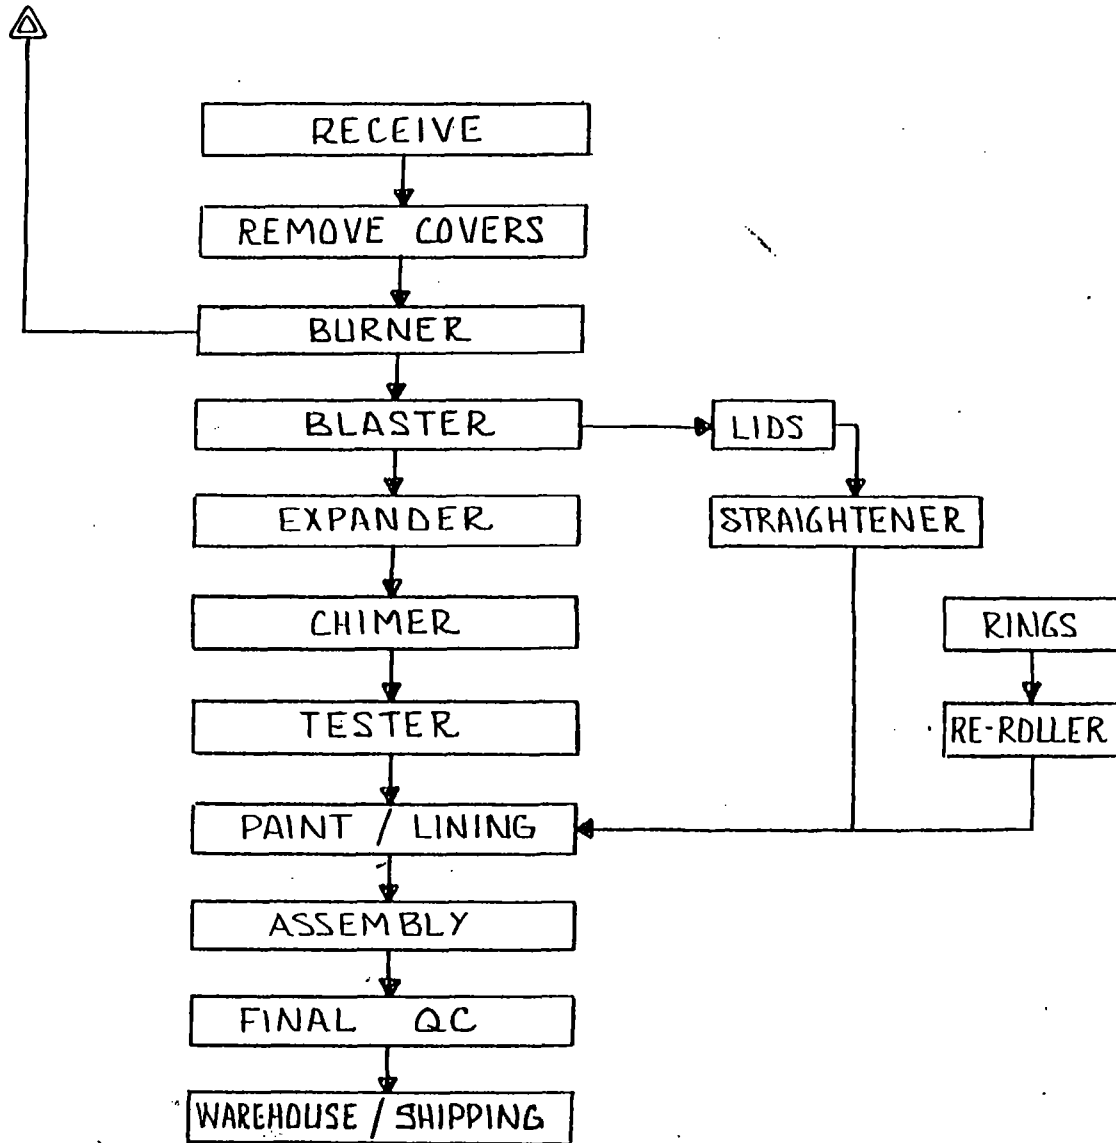 RECEIVE
REMOVE COVERS
BURNER
BLASTER
LIDS
EXPANDER
STRAIGHTENER
CHIMER
RINGS
TESTER
RE-ROLLER
PAINT / LINING
ASSEMBLY
FINAL QC
WAREHOUSE / SHIPPING